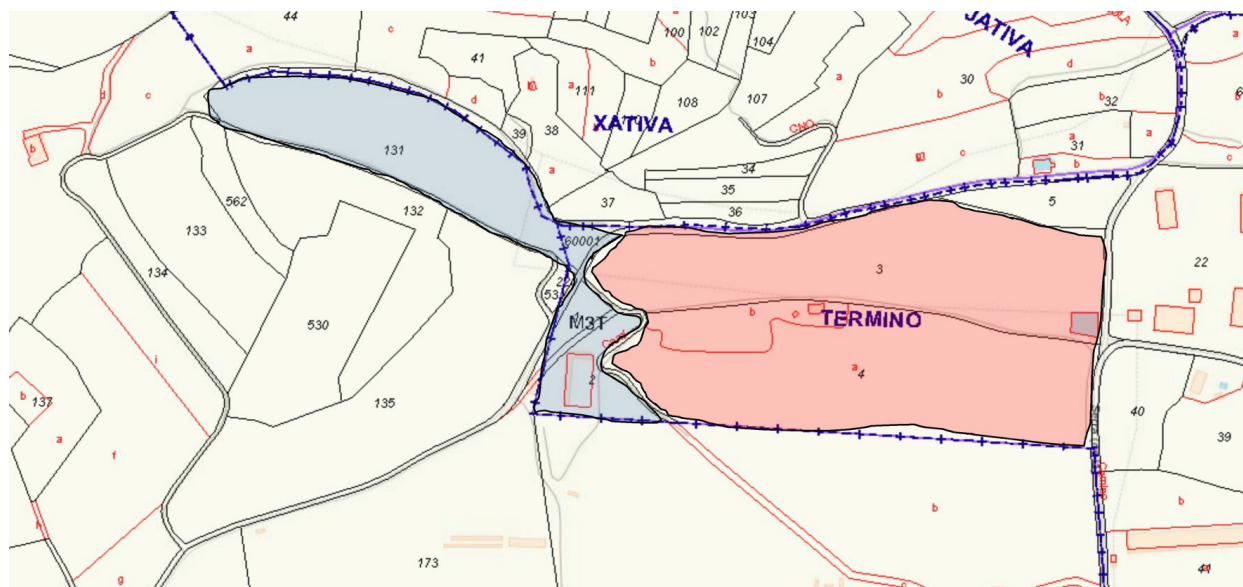 44
c
100
102
103
104
JATIVA
a
a
41
b
30
d
a
d
c
b
a
111
108
107
a
b
b
32
d
XATIVA
39
38
CNO.
a
a
b
131
34
c
31
b
c
a
35
37
36
5
562
132
133
60001
3
22
134
53
530
M3T
b
TERMINO
i
2
a
4
b
137
135
40
a
39
f
b
b
h
173
g
41